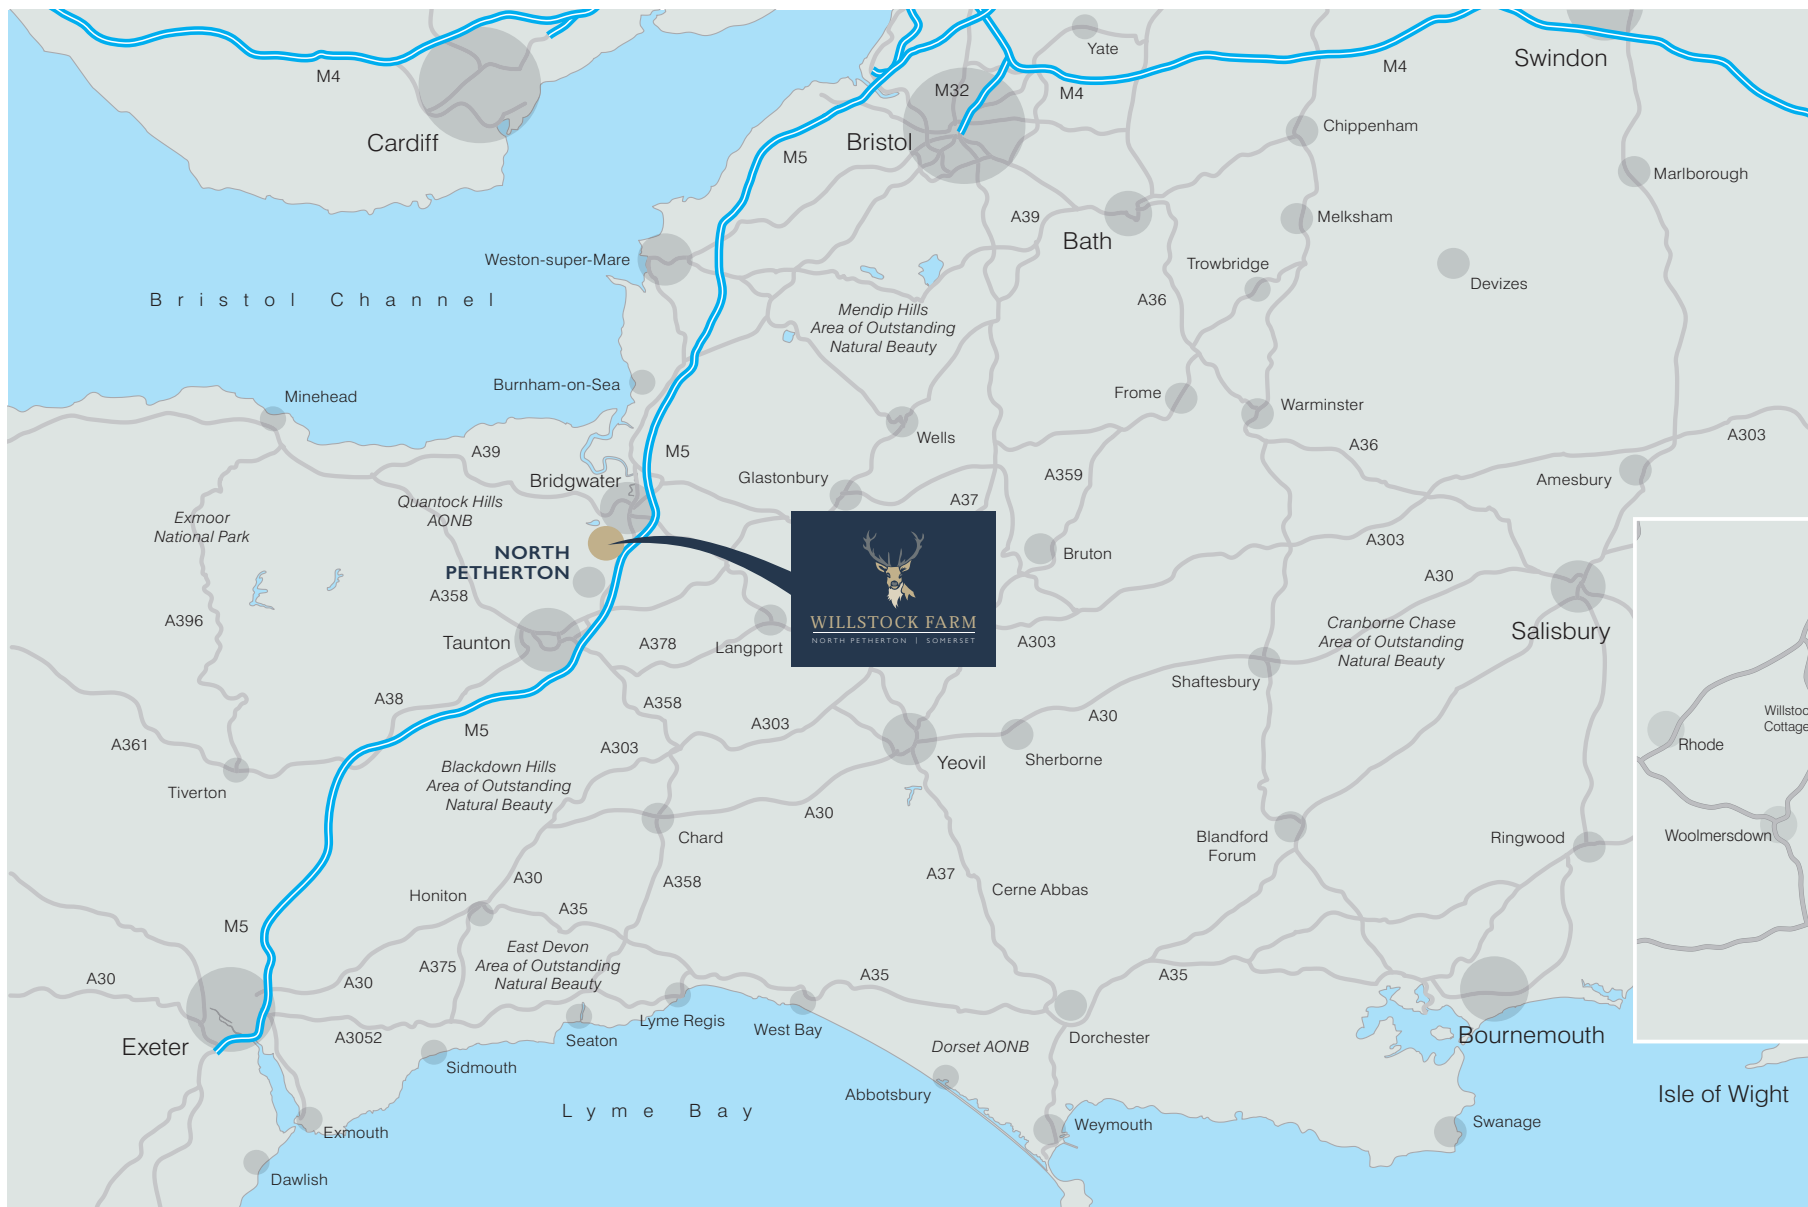 Yate
Swindon
M4
M4
M32
M4
Chippenham
Cardiff
Bristol
M5
Marlborough
A39
Melksham
Bath
Weston-super-Mare
Trowbridge
Devizes
Bristol Channel
A36
Mendip Hills
Area of Outstanding
Natural Beauty
Burnham-on-Sea
Minehead
Frome
Warminster
Wells
A303
A36
A39
M5
Bridgwater
Glastonbury
A359
Amesbury
Quantock Hills
AONB
A37
Exmoor
National Park
NORTH
PETHERTON
Bruton
A303
A30
A358
A396
WILLSTOCK FARM
NORTH PETHERTON | SOMERSET
Cranborne Chase
Area of Outstanding
Natural Beauty
Salisbury
Taunton
A378
Langport
A303
Shaftesbury
A38
A358
A303
A30
M5
Willstoc
Cottage
A361
A303
Rhode
Blackdown Hills
Area of Outstanding
Natural Beauty
Yeovil
Sherborne
Tiverton
A30
Chard
Blandford
Forum
Ringwood
Woolmersdown
A30
A358
A37
Cerne Abbas
Honiton
A35
M5
East Devon
Area of Outstanding
Natural Beauty
A375
A30
A30
A35
A35
Lyme Regis
West Bay
A3052
Seaton
Dorchester
Bournemouth
Exeter
Dorset AONB
Sidmouth
Abbotsbury
Isle of Wight
Lyme Bay
Weymouth
Swanage
Exmouth
Dawlish